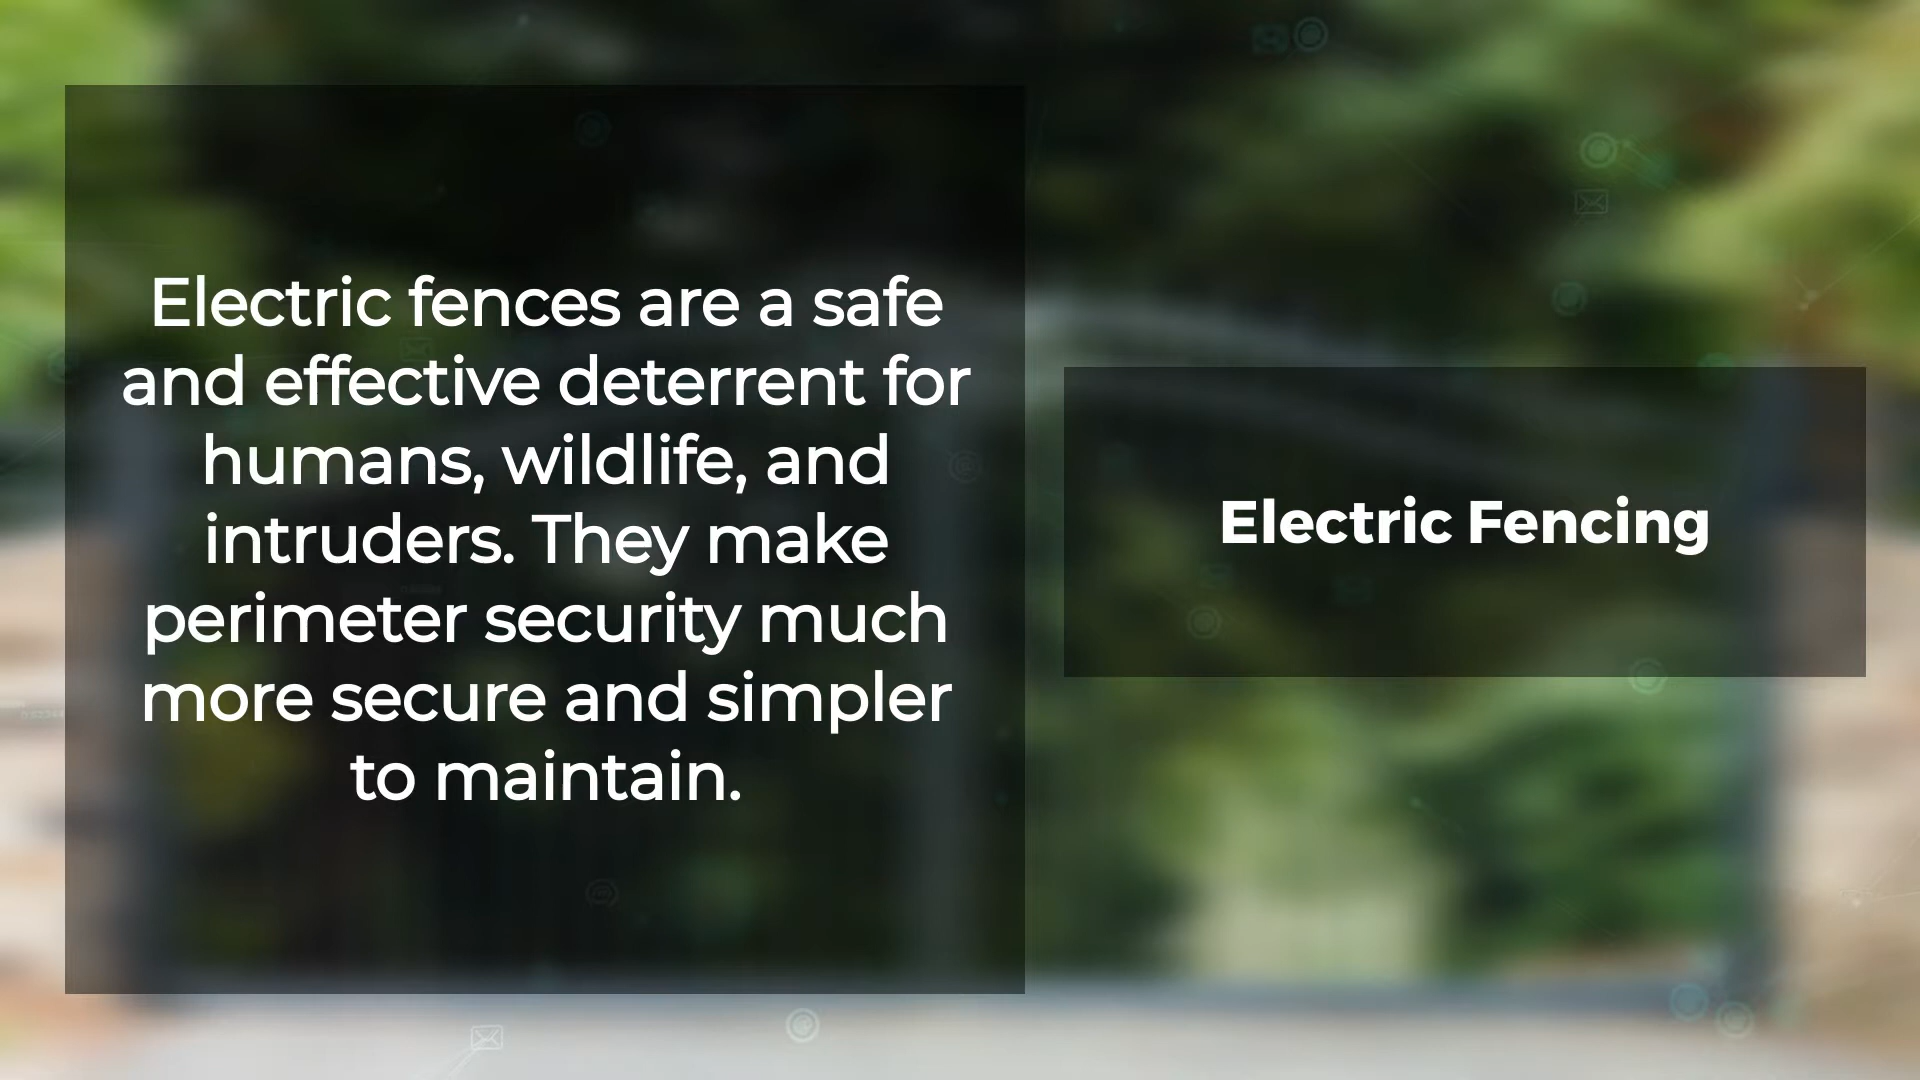 Electric fences are a safe
and effective deterrent for
humans, wildlife, and
intruders. They make
perimeter security much
more secure and simpler
to maintain.
Electric Fencing